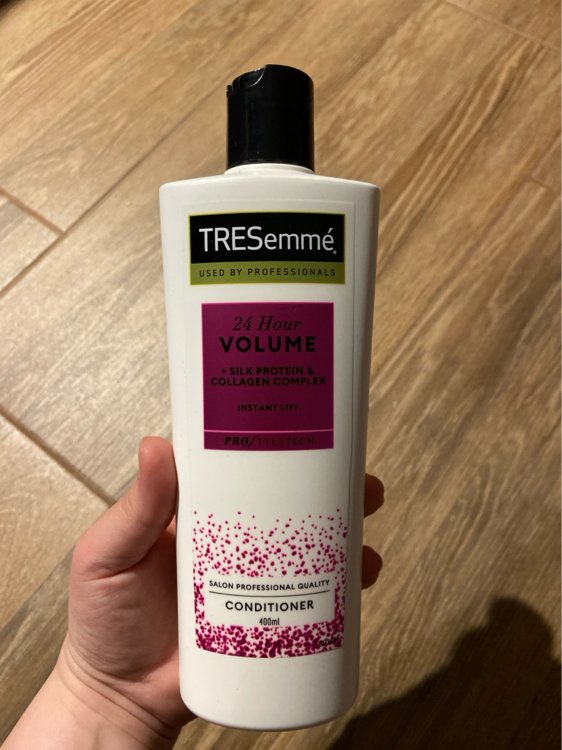 TRESemmé
USED BY PROFESSIONALS
24 Hour
VOLUME
+ SILK PROTEIN &
COLLAGEN COMPLEX
INSTANT LIFT
PRO/TYLETECH
SALON PROFESSIONAL QUALITY
CONDITIONER
400ml